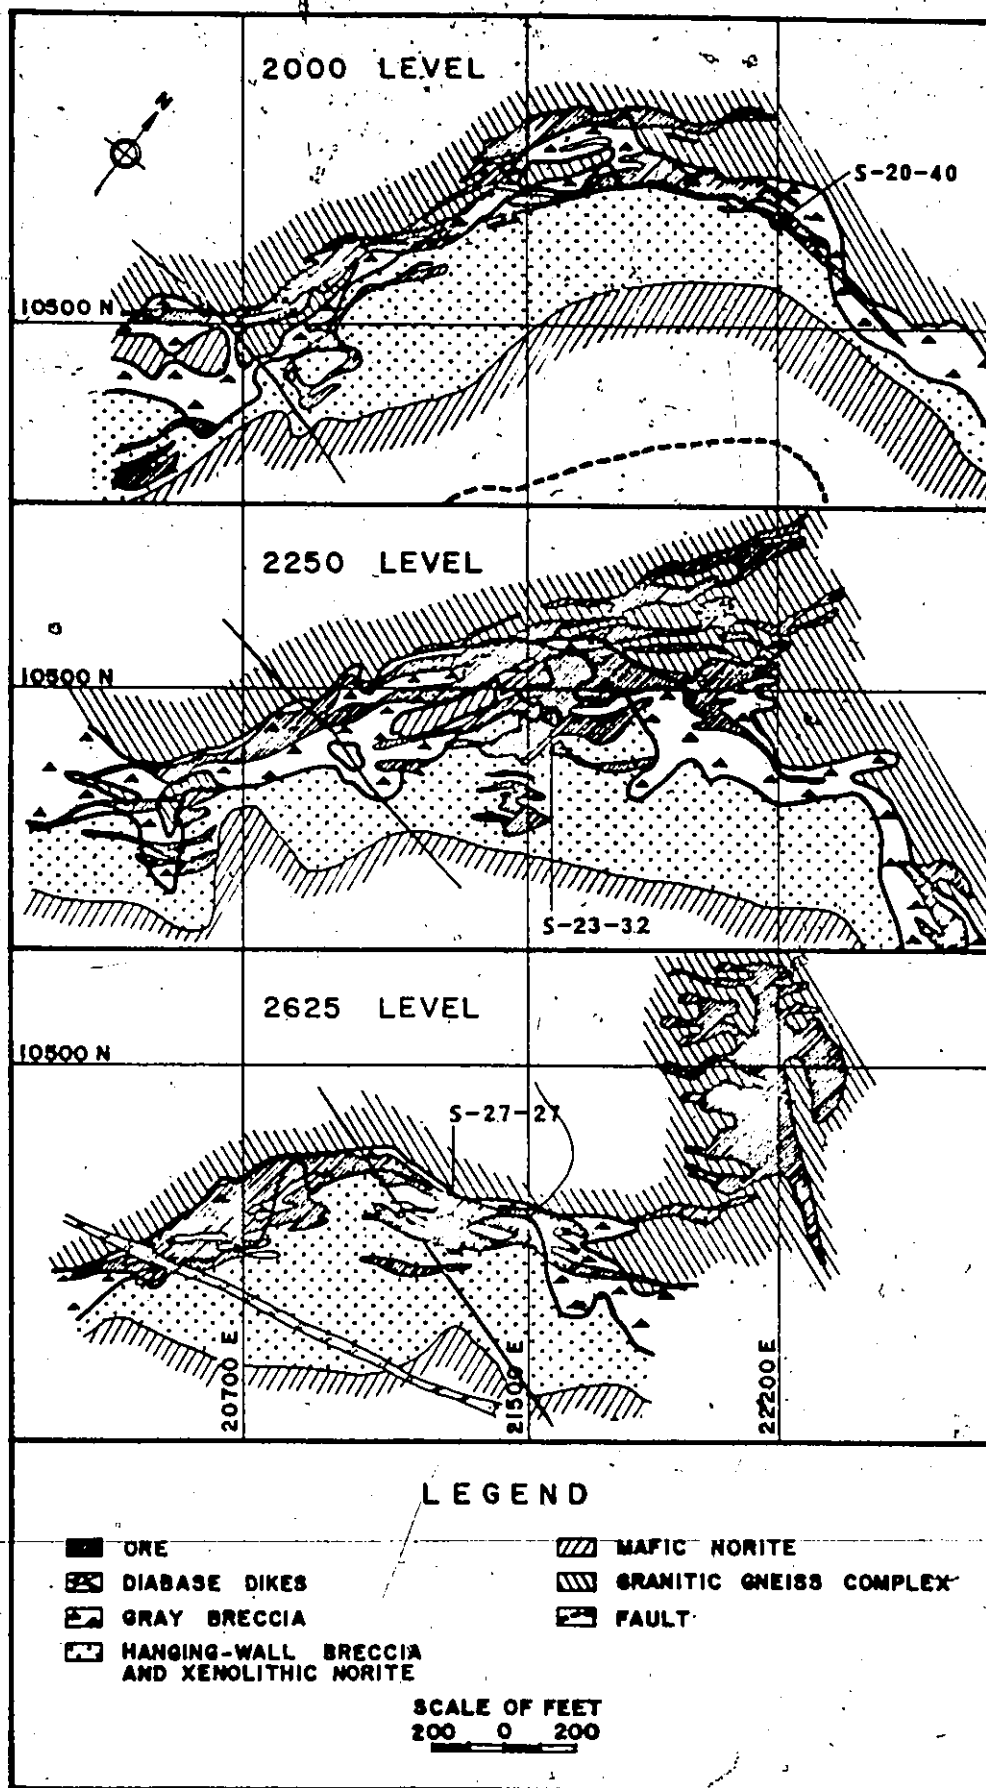 2000 LEVEL
N
S-20-40
10500 N
2250 LEVEL
10500 N
S-23-32
2625 LEVEL
10500 N
S-27-27
20700 E
21500 E
22200 E
LEGEND
ORE
MAFIC NORITE
DIABASE DIKES
GRANITIC GNEISS COMPLEX
GRAY BRECCIA
FAULT
HANGING-WALL BRECCIA
AND XENOLITHIC NORITE
SCALE OF FEET
200 0 200